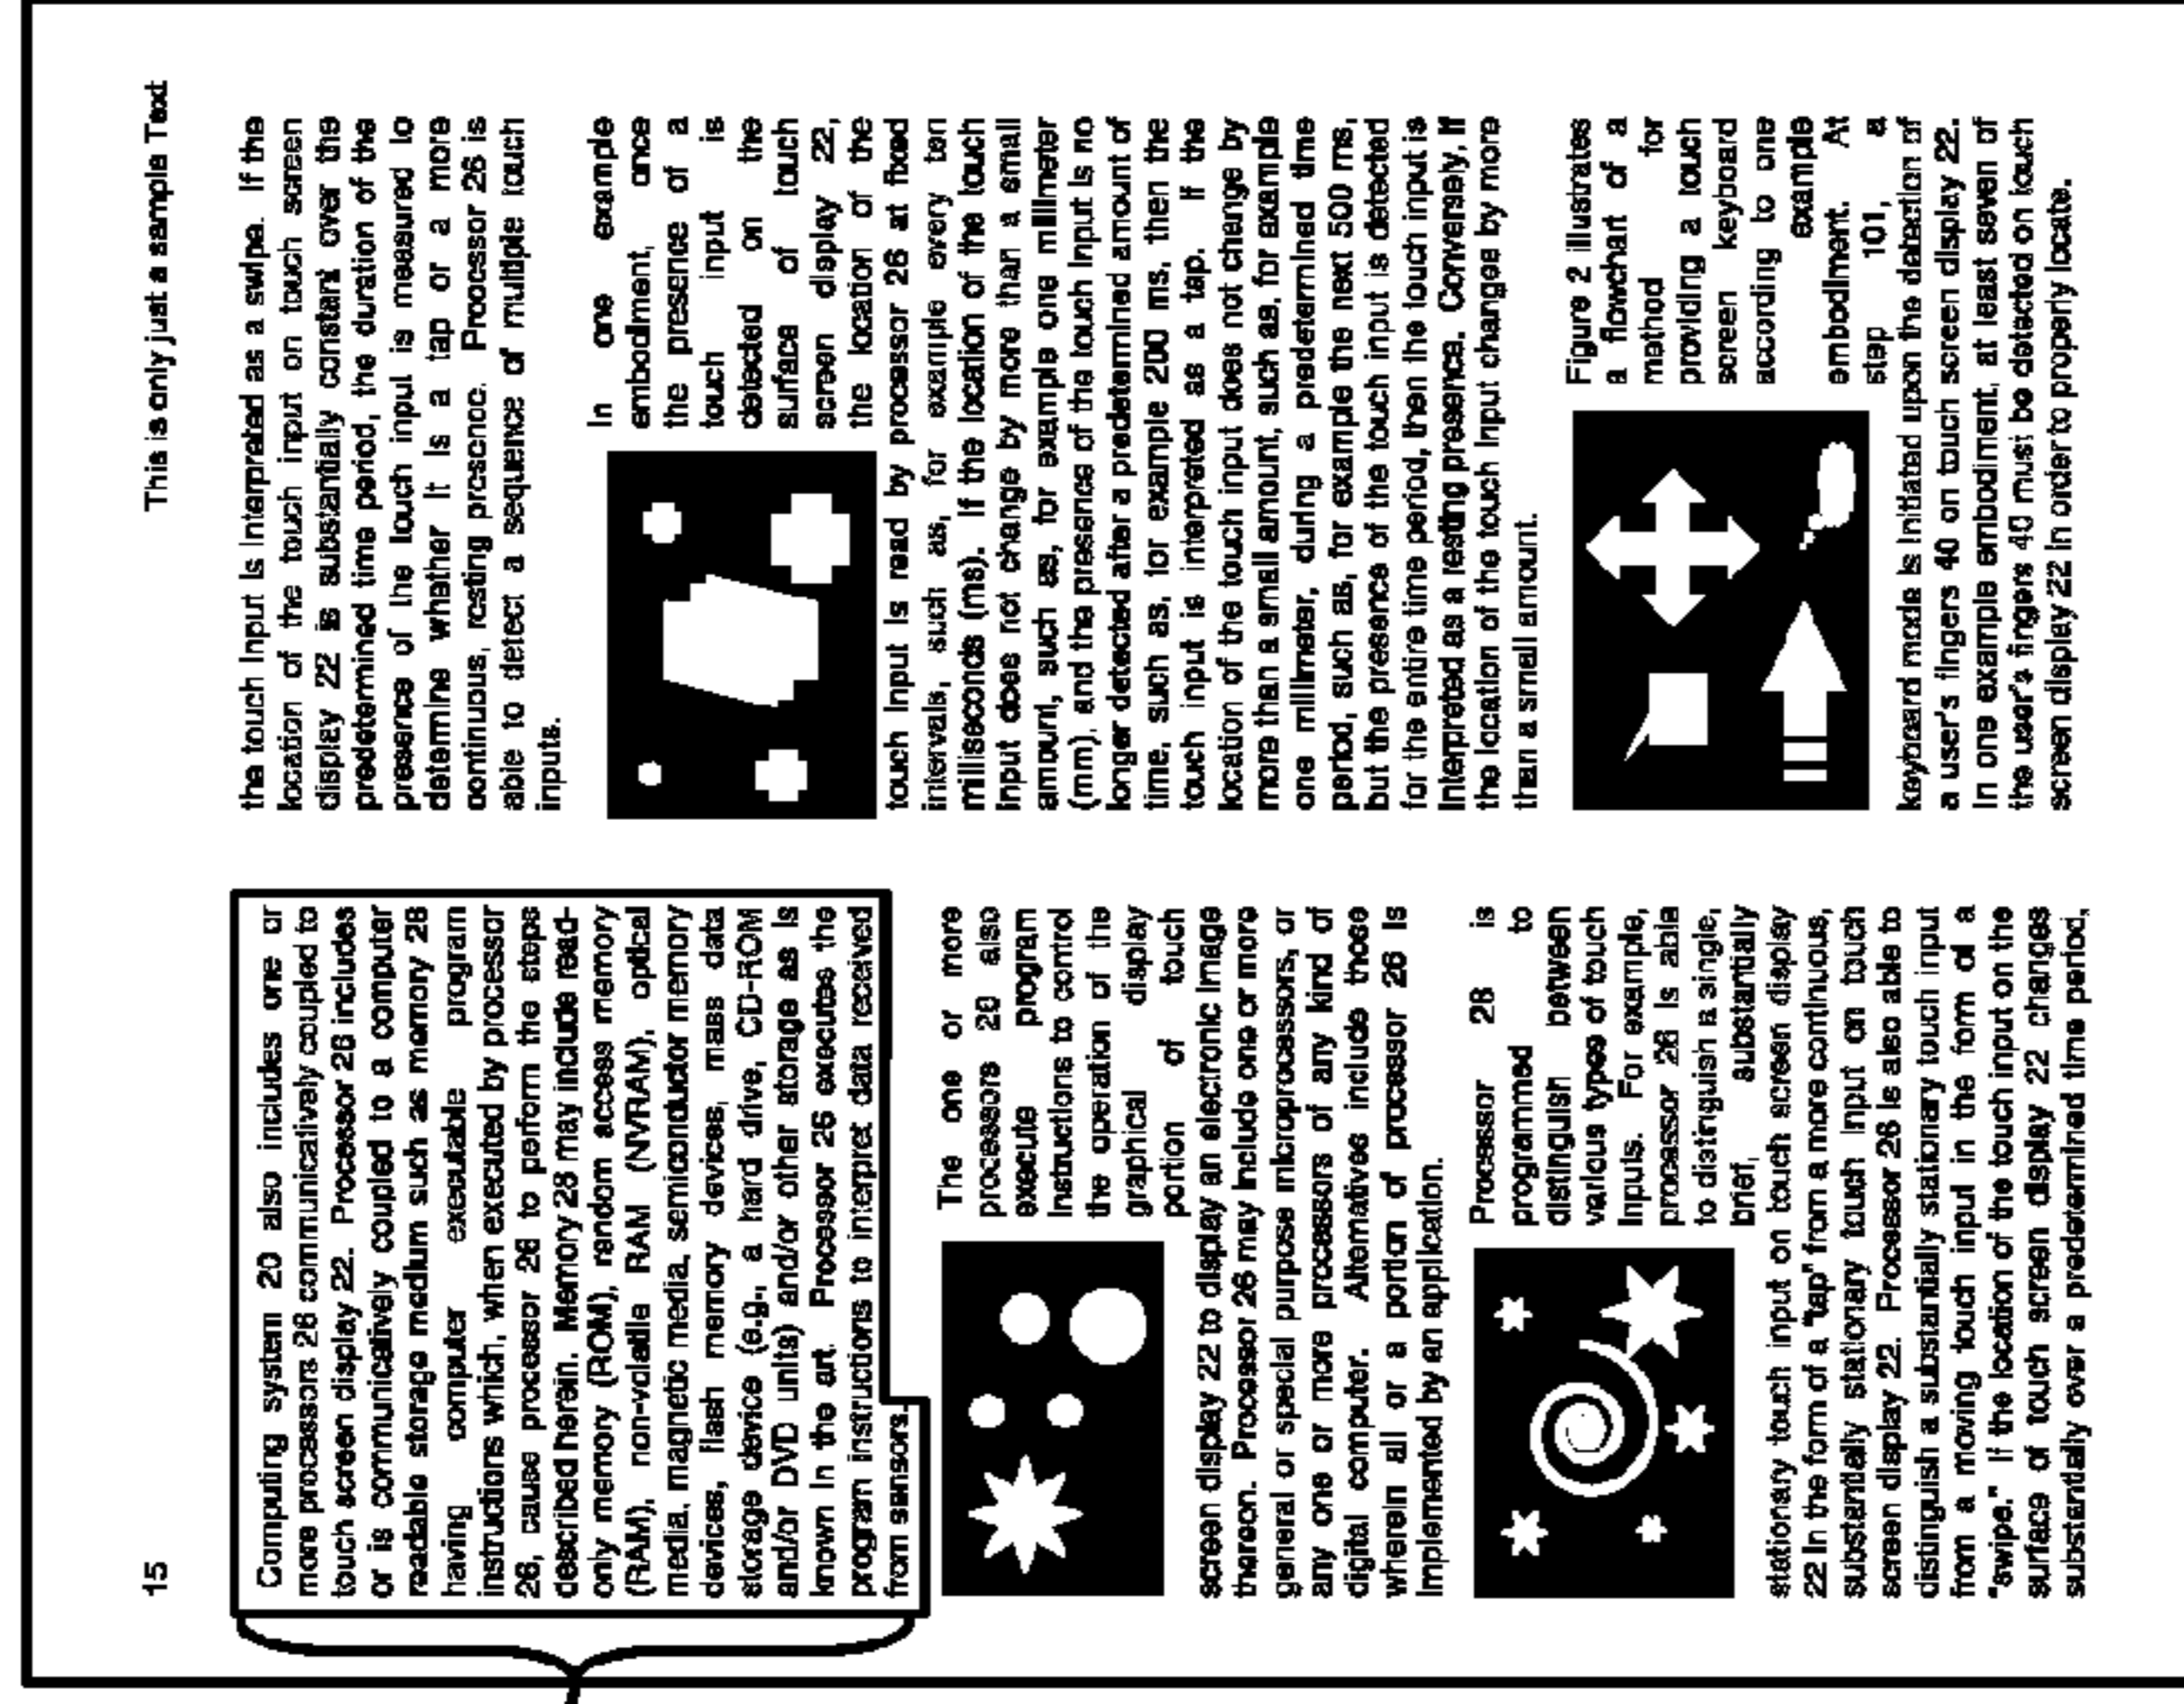 15
This is only just a sample Text
Computing system 20 also includes one or
more processors 26 communicatively coupled to
touch screen display 22. Processor 26 includes
or is communicatively coupled to a computer
readable storage medium such as memory 28
having computer executable program
instructions which, when executed by processor
26, cause processor 26 to perform the steps
described herein. Memory 28 may include read-
only memory (ROM), random access memory
(RAM), non-volatile RAM (NVRAM), optical
media, magnetic media, semiconductor memory
devices, flash memory devices, mass data
storage device (e.g., a hard drive, CD-ROM
and/or DVD units) and/or other storage as is
known in the art. Processor 26 executes the
program instructions to interpret data received
from sensors.
The one or more
processors 26 also
execute program
instructions to control
the operation of the
graphical display
portion of touch
screen display 22 to display an electronic image
thereon. Processor 26 may include one or more
general or special purpose microprocessors, or
any one or more processors of any kind of
digital computer. Alternatives include those
wherein all or a portion of processor 26 is
implemented by an application.
Processor 26 is
programmed to
distinguish between
various types of touch
inputs. For example,
processor 26 is able
to distinguish a single,
brief, substantially
stationary touch input on touch screen display
22 in the form of a "tap" from a more continuous,
substantially stationary touch input on touch
screen display 22. Processor 26 is also able to
distinguish a substantially stationary touch input
from a moving touch input in the form of a
"swipe." If the location of the touch input on the
surface of touch screen display 22 changes
substantially over a predetermined time period,
the touch input is interpreted as a swipe. If the
location of the touch input on touch screen
display 22 is substantially constant over the
predetermined time period, the duration of the
presence of the touch input is measured to
determine whether it is a tap or a more
continuous, resting presence. Processor 26 is
able to detect a sequence of multiple touch
inputs.
In one example
embodiment, once
the presence of a
touch input is
detected on the
surface of touch
screen display 22,
the location of the
touch input is read by processor 26 at fixed
intervals, such as, for example every ten
milliseconds (ms). If the location of the touch
input does not change by more than a small
amount, such as, for example one millimeter
(mm), and the presence of the touch input is no
longer detected after a predetermined amount of
time, such as, for example 200 ms, then the
touch input is interpreted as a tap. If the
location of the touch input does not change by
more than a small amount, such as, for example
one millimeter, during a predetermined time
period, such as, for example the next 500 ms,
but the presence of the touch input is detected
for the entire time period, then the touch input is
interpreted as a resting presence. Conversely, if
the location of the touch input changes by more
than a small amount.
Figure 2 illustrates
a flowchart of a
method for
providing a touch
screen keyboard
according to one
example
embodiment. At
step 101, a
keyboard mode is initiated upon the detection of
a user's fingers 40 on touch screen display 22.
In one example embodiment, at least seven of
the user's fingers 40 must be detected on touch
screen display 22 in order to properly locate.